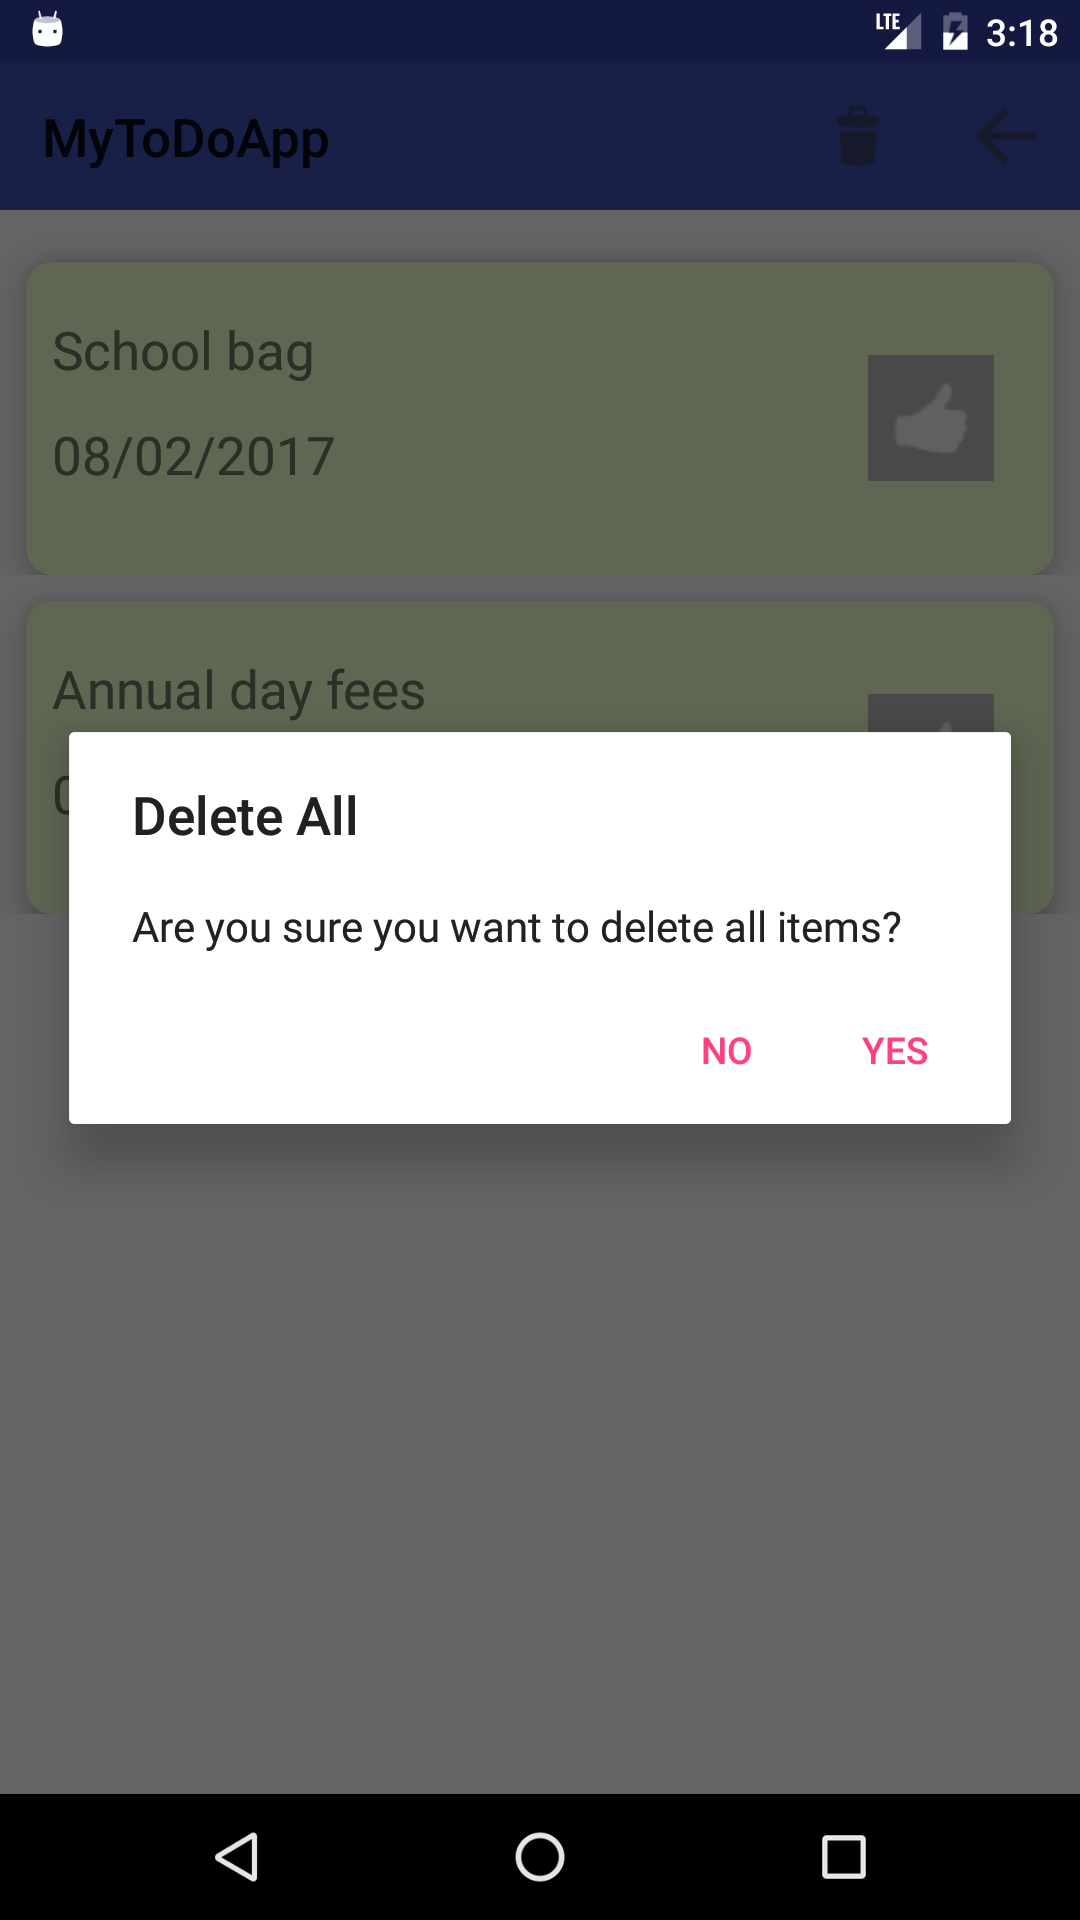 LTE 3:18
MyToDoApp
School bag
08/02/2017
Annual day fees
Delete All
Are you sure you want to delete all items?
NO YES